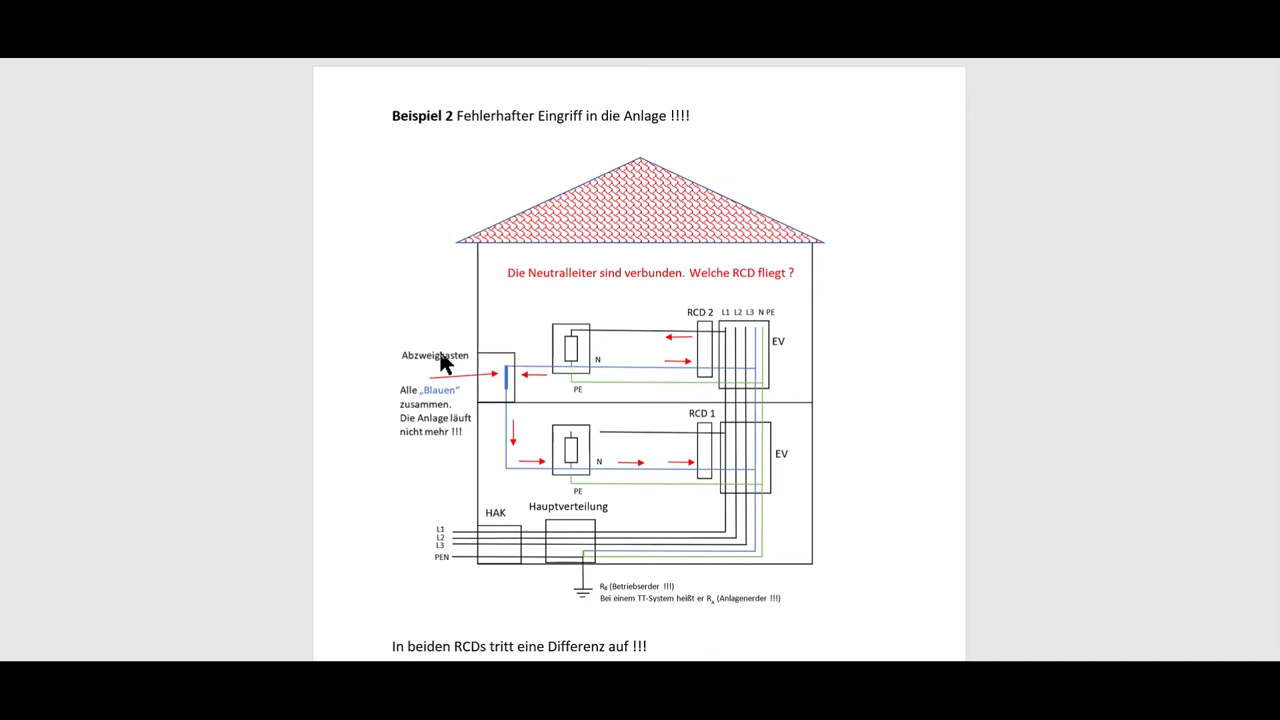 Beispiel 2 Fehlerhafter Eingriff in die Anlage !!!!
Die Neutralleiter sind verbunden. Welche RCD fliegt ?
RCD 2 L1 L2 L3 N PE
EV
N
PE
Abzweigkasten
Alle „Blauen“
zusammen.
Die Anlage läuft
nicht mehr !!!
RCD 1
EV
N
PE
Hauptverteilung
HAK
L1
L2
L3
PEN
RB (Betriebserder !!!)
Bei einem TT-System heißt er RA (Anlagenerder !!!)
In beiden RCDs tritt eine Differenz auf !!!